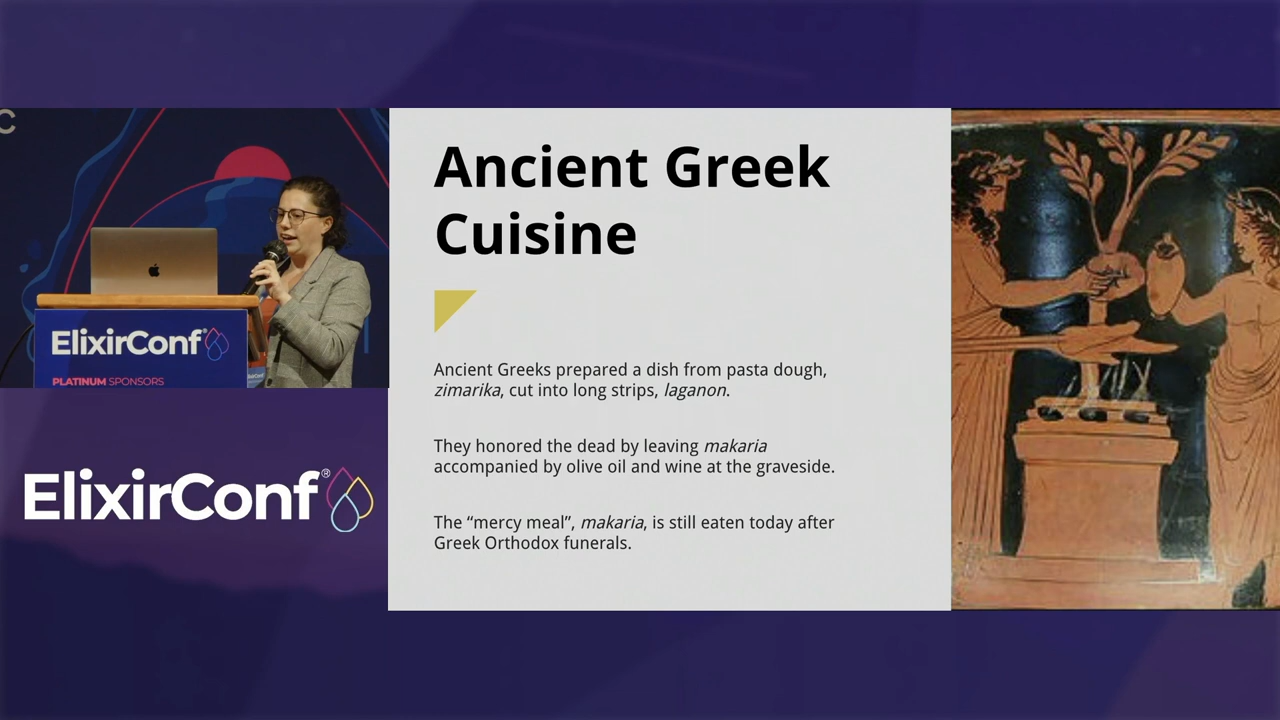 C
ElixirConf®
PLATINUM SPONSORS
ElixirConf®
Ancient Greek
Cuisine
Ancient Greeks prepared a dish from pasta dough,
zimarika, cut into long strips, laganon.
They honored the dead by leaving makaria
accompanied by olive oil and wine at the graveside.
The “mercy meal”, makaria, is still eaten today after
Greek Orthodox funerals.